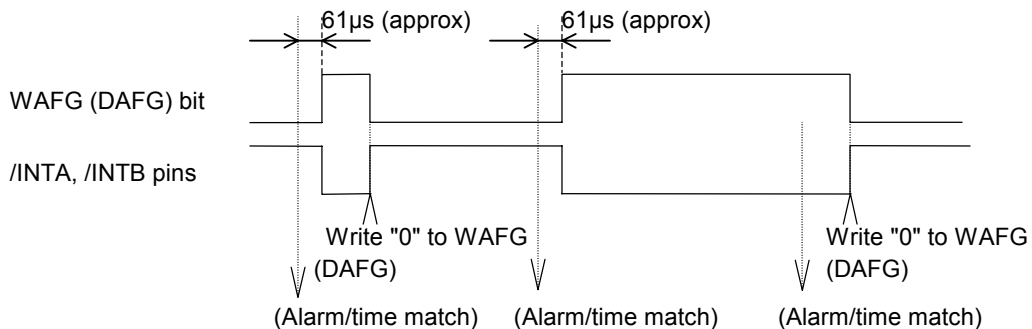 61µs (approx) 61µs (approx)
WAFG (DAFG) bit
/INTA, /INTB pins
Write "0" to WAFG Write "0" to WAFG
(DAFG) (DAFG)
(Alarm/time match) (Alarm/time match) (Alarm/time match)